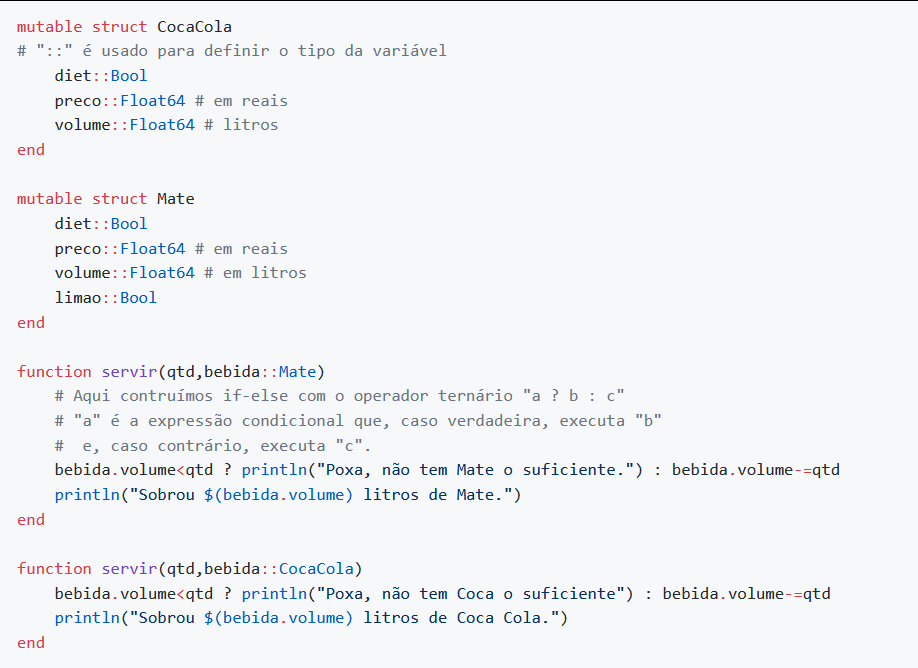 mutable struct CocaCola
# "::" é usado para definir o tipo da variável
    diet::Bool
    preco::Float64 # em reais
    volume::Float64 # litros
end

mutable struct Mate
    diet::Bool
    preco::Float64 # em reais
    volume::Float64 # em litros
    limao::Bool
end

function servir(qtd,bebida::Mate)
    # Aqui contruímos if-else com o operador ternário "a ? b : c"
    # "a" é a expressão condicional que, caso verdadeira, executa "b"
    #  e, caso contrário, executa "c".
    bebida.volume<qtd ? println("Poxa, não tem Mate o suficiente.") : bebida.volume-=qtd
    println("Sobrou $(bebida.volume) litros de Mate.")
end

function servir(qtd,bebida::CocaCola)
    bebida.volume<qtd ? println("Poxa, não tem Coca o suficiente") : bebida.volume-=qtd
    println("Sobrou $(bebida.volume) litros de Coca Cola.")
end